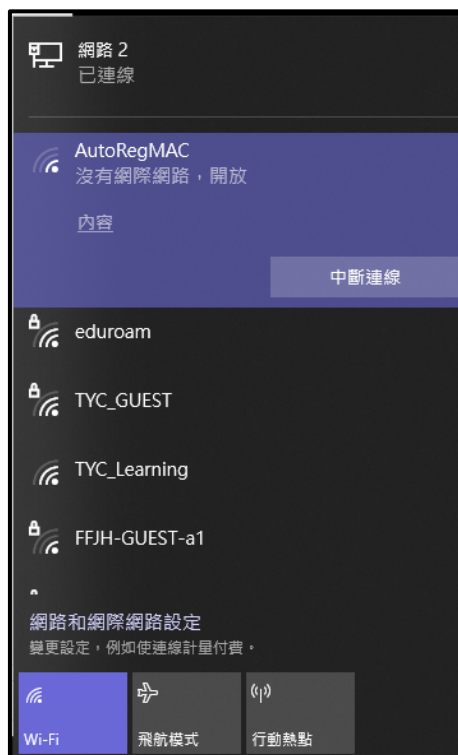 網路 2
已連線
AutoRegMAC
沒有網際網路，開放
內容
中斷連線
eduroam
TYC_GUEST
TYC_Learning
FFJH-GUEST-a1
網路和網際網路設定
變更設定，例如使連線計量付費。
Wi-Fi
飛航模式
行動熱點